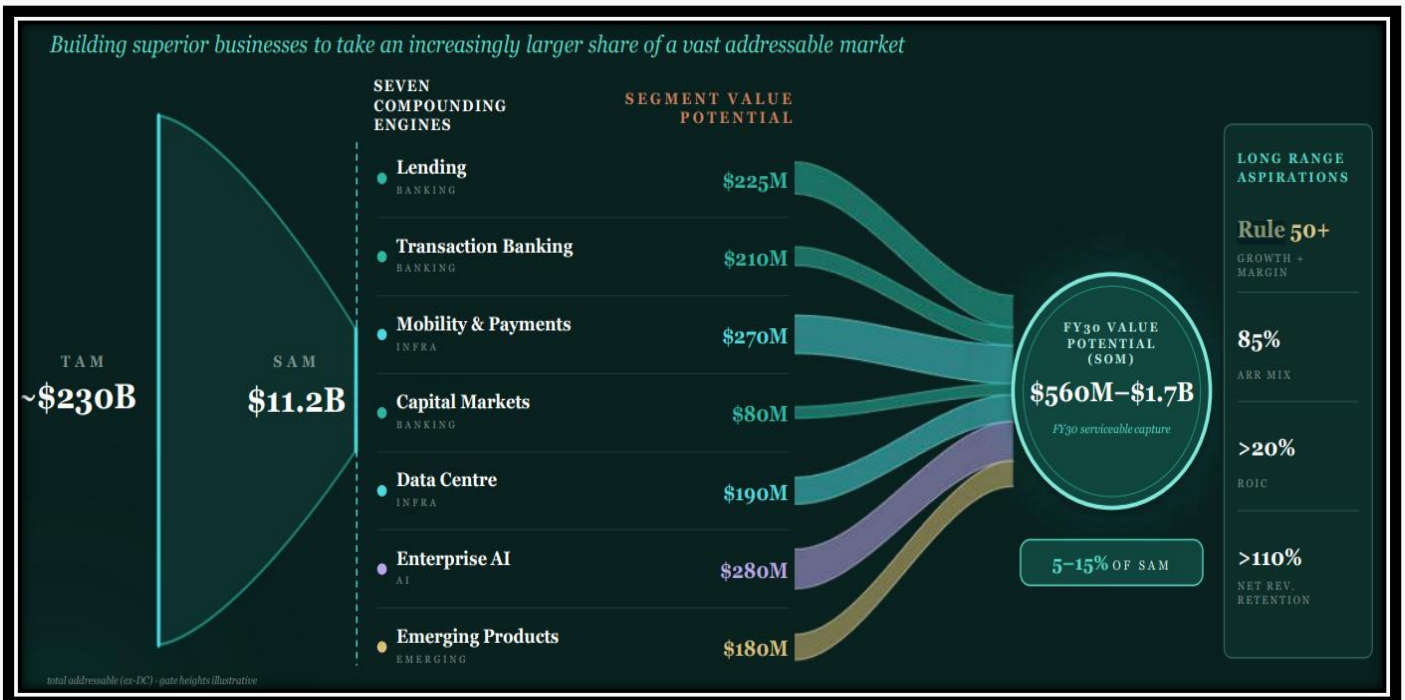 Building superior businesses to take an increasingly larger share of a vast addressable market
SEVEN
COMPOUNDING
ENGINES
SEGMENT VALUE
POTENTIAL
TAM
~$230B
SAM
$11.2B
Lending
BANKING
$225M
Transaction Banking
BANKING
$210M
Mobility & Payments
INFRA
$270M
Capital Markets
BANKING
$80M
Data Centre
INFRA
$190M
Enterprise AI
AI
$280M
Emerging Products
EMERGING
$180M
FY30 VALUE
POTENTIAL
(SOM)
$560M–$1.7B
FY30 serviceable capture
5–15% OF SAM
LONG RANGE
ASPIRATIONS
Rule 50+
GROWTH +
MARGIN
85%
ARR MIX
>20%
ROIC
>110%
NET REV.
RETENTION
total addressable (ex-DC) · gate heights illustrative